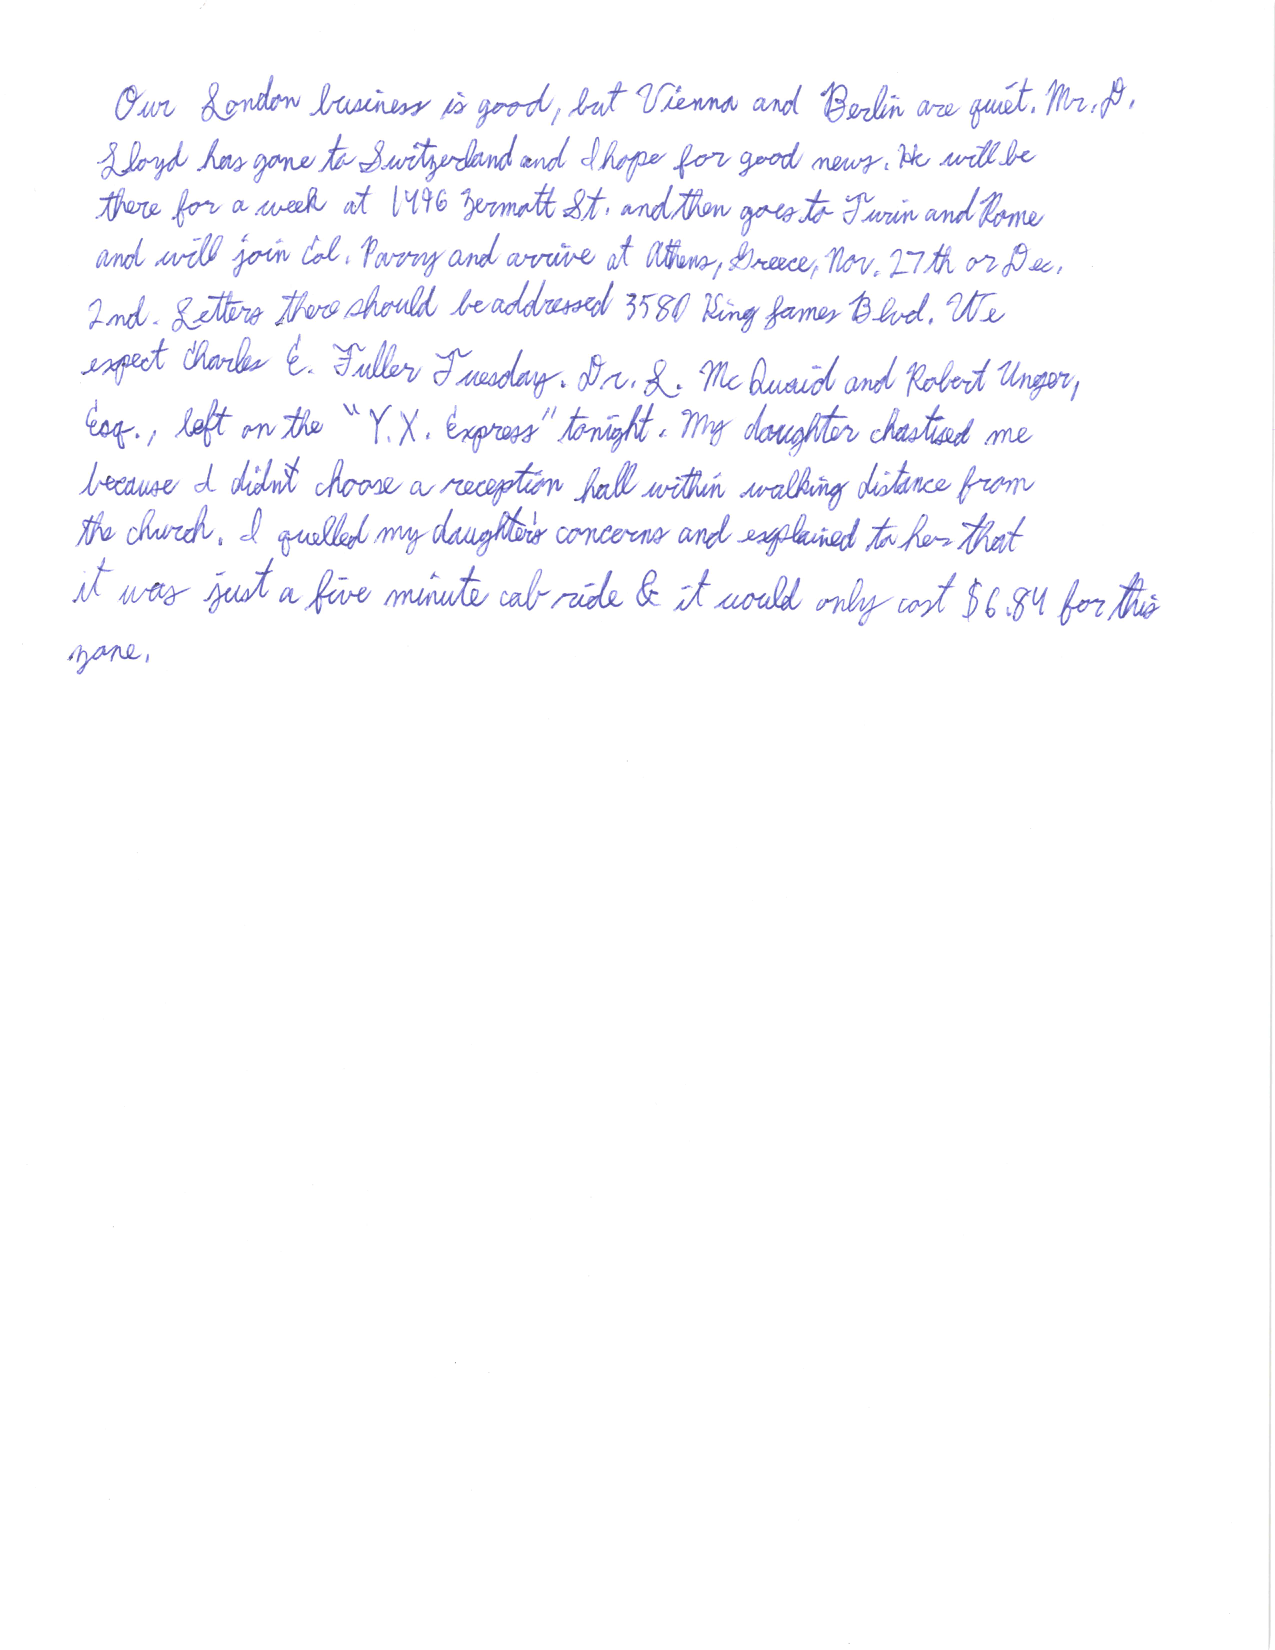 Our London business is good, but Vienna and Berlin are quiet. Mr. D.
Lloyd has gone to Switzerland and I hope for good news. He will be
there for a week at 1496 Zermatt St. and then goes to Turin and Rome
and will join Col. Parry and arrive at Athens, Greece, Nov. 27th or Dec.
2nd. Letters there should be addressed 3580 King James Blvd. We
expect Charles E. Fuller Tuesday. Dr. L. McQuaid and Robert Unger,
Esq., left on the "Y.X. Express" tonight. My daughter chastised me
because I didn't choose a reception hall within walking distance from
the church. I quelled my daughter's concerns and explained to her that
it was just a five minute cab ride & it would only cost $6.84 for this
zone.